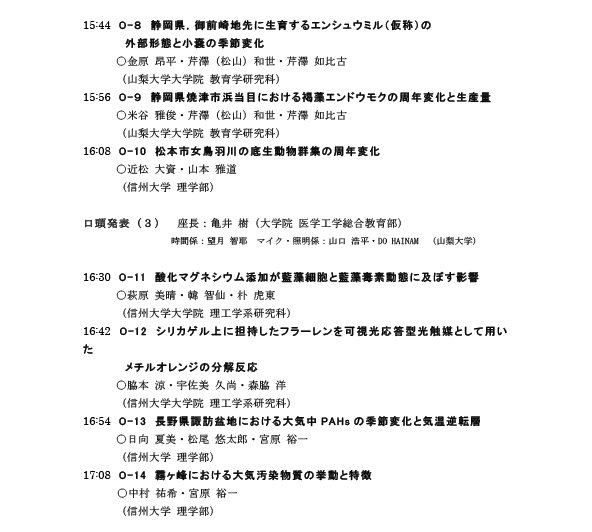 15:44 O-8 静岡県，御前崎地先に生育するエンシュウミル（仮称）の
外部形態と小嚢の季節変化
○金原 昂平・芹澤（松山）和世・芹澤 如比古
（山梨大学大学院 教育学研究科）
15:56 O-9 静岡県焼津市浜当目における褐藻エンドウモクの周年変化と生産量
○米谷 雅俊・芹澤（松山）和世・芹澤 如比古
（山梨大学大学院 教育学研究科）
16:08 O-10 松本市女鳥羽川の底生動物群集の周年変化
○近松 大資・山本 雅道
（信州大学 理学部）
口頭発表（３） 座長：亀井 樹（大学院 医学工学総合教育部）
時間係：望月 智耶 マイク・照明係：山口 浩平・DO HAINAM （山梨大学）
16:30 O-11 酸化マグネシウム添加が藍藻細胞と藍藻毒素動態に及ぼす影響
○萩原 美晴・韓 智仙・朴 虎東
（信州大学大学院 理工学系研究科）
16:42 O-12 シリカゲル上に担持したフラーレンを可視光応答型光触媒として用い
た
メチルオレンジの分解反応
○脇本 涼・宇佐美 久尚・森脇 洋
（信州大学大学院 理工学系研究科）
16:54 O-13 長野県諏訪盆地における大気中 PAHs の季節変化と気温逆転層
○日向 夏美・松尾 悠太郎・宮原 裕一
（信州大学 理学部）
17:08 O-14 霧ヶ峰における大気汚染物質の挙動と特徴
○中村 祐希・宮原 裕一
（信州大学 理学部）